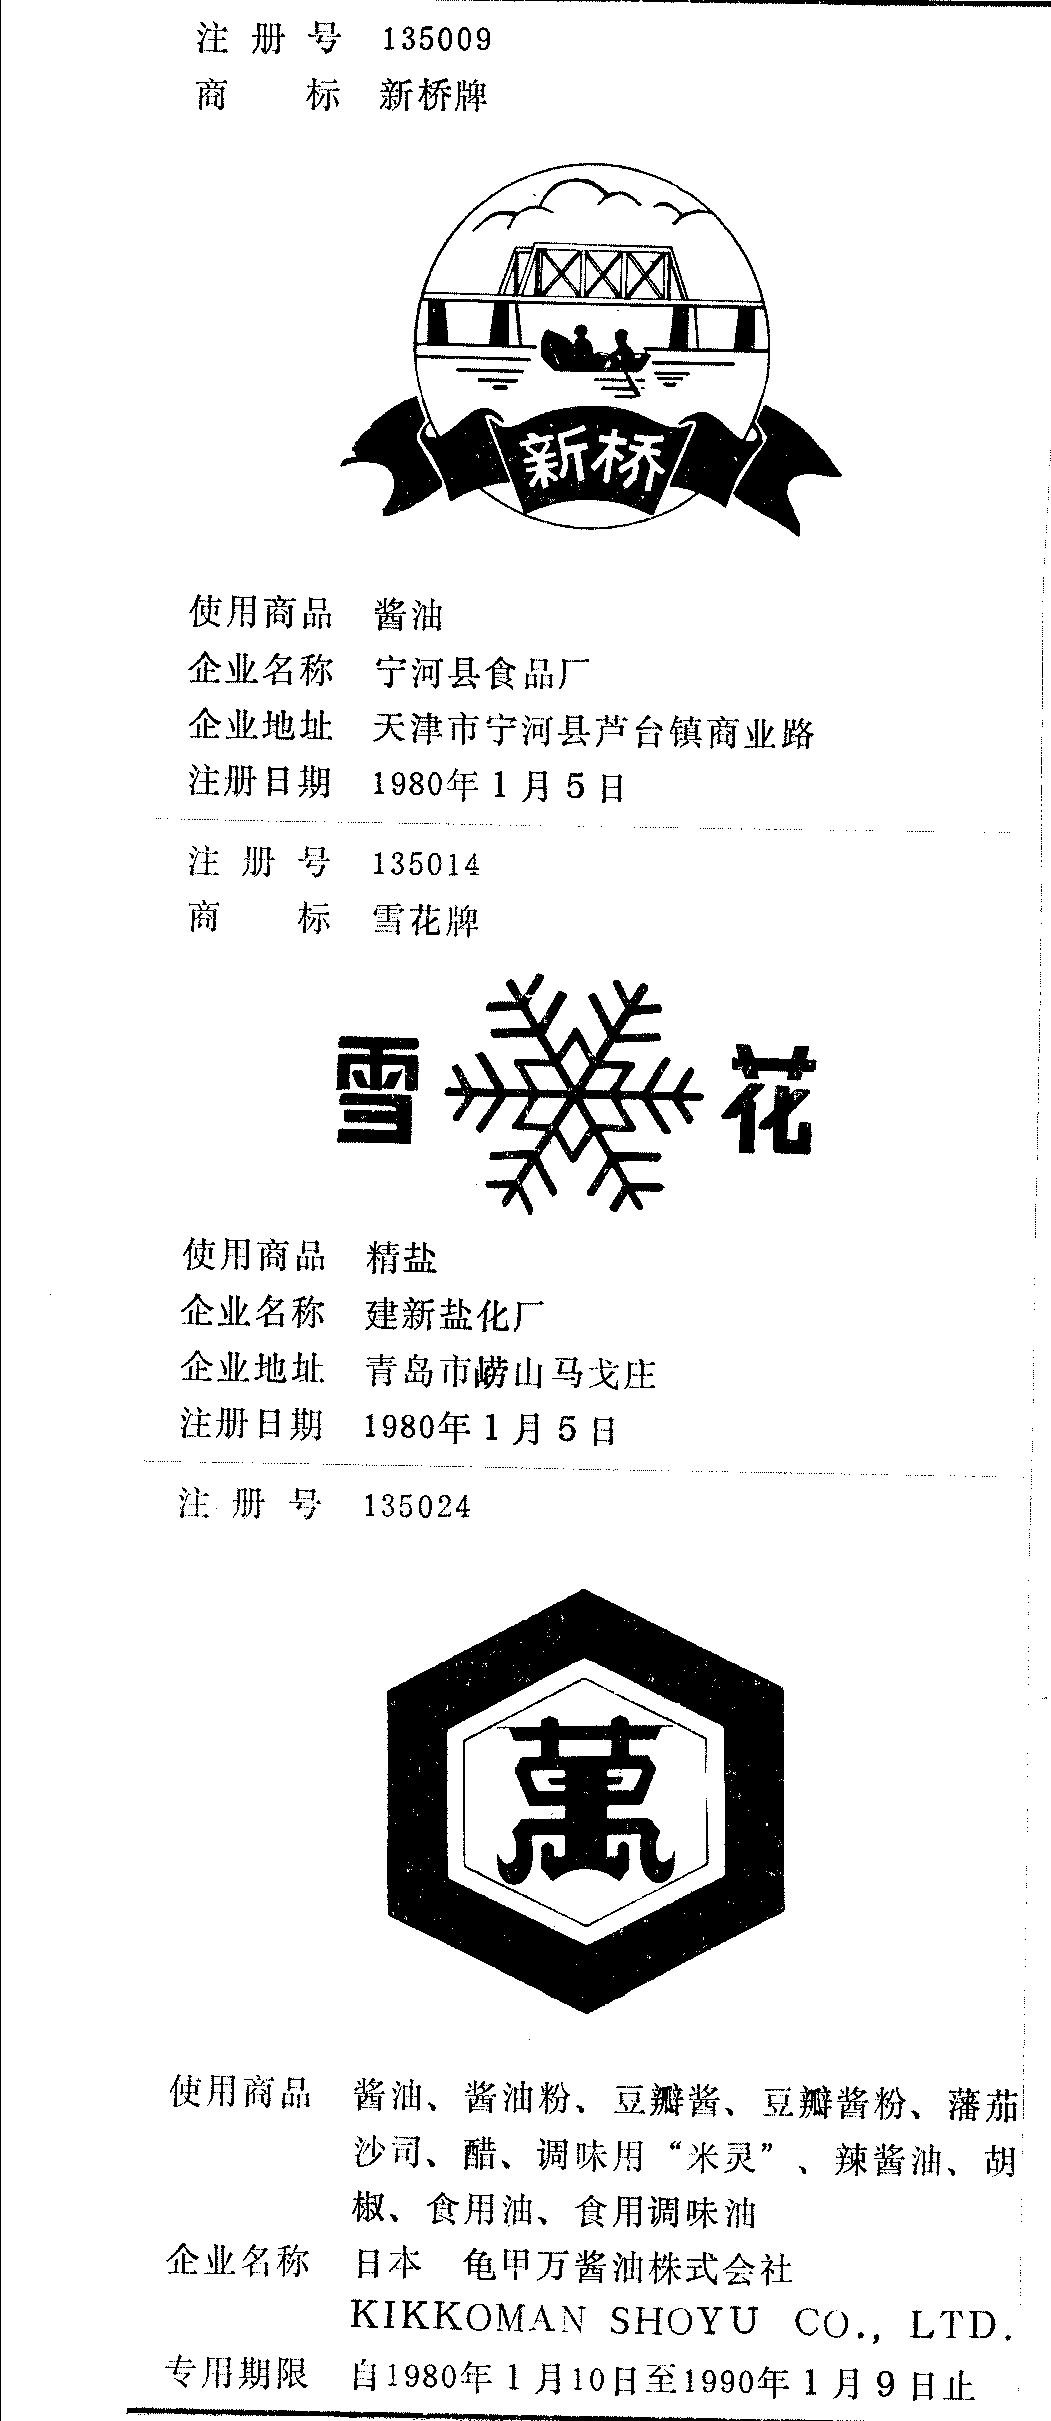 注 册 号 135009
商 标 新桥牌
新桥
使用商品 酱油
企业名称 宁河县食品厂
企业地址 天津市宁河县芦台镇商业路
注册日期 1980年1月5日
注 册 号 135014
商 标 雪花牌
雪 花
使用商品 精盐
企业名称 建新盐化厂
企业地址 青岛市崂山马戈庄
注册日期 1980年1月5日
注 册 号 135024
萬
使用商品 酱油、酱油粉、豆瓣酱、豆瓣酱粉、藩茄
沙司、醋、调味用“米灵”、辣酱油、胡
椒、食用油、食用调味油
企业名称 日本 龟甲万酱油株式会社
KIKKOMAN SHOYU CO., LTD.
专用期限 自1980年1月10日至1990年1月9日止